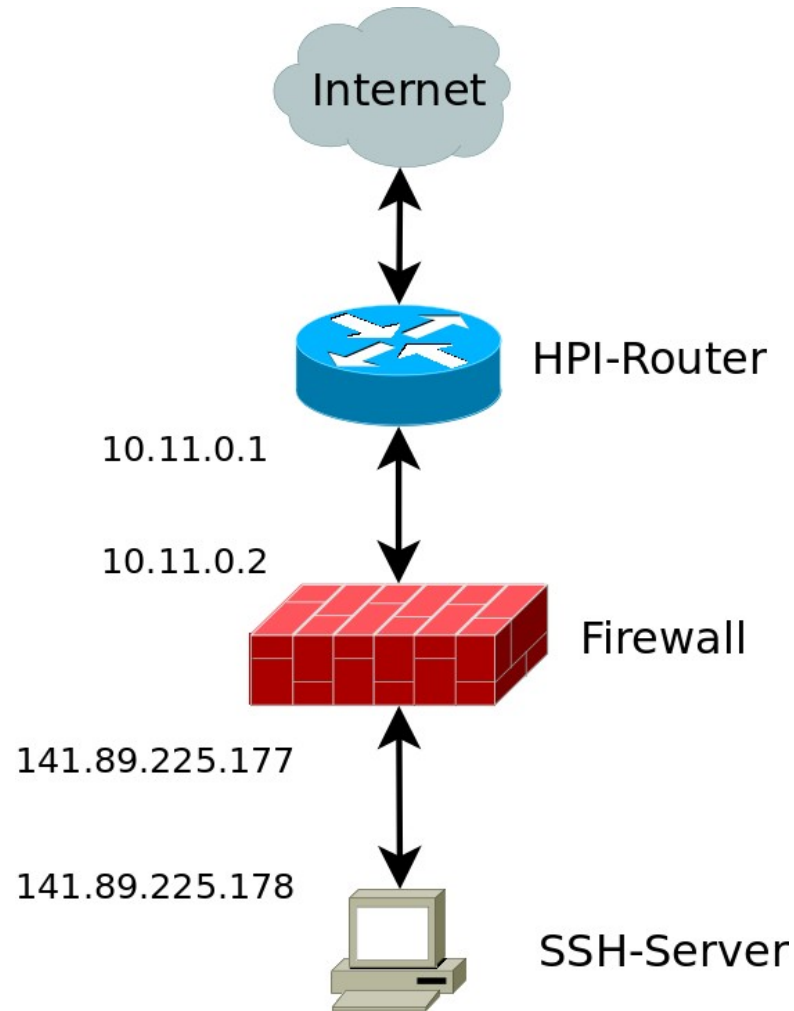 Internet
HPI-Router
10.11.0.1
10.11.0.2
Firewall
141.89.225.177
141.89.225.178
SSH-Server